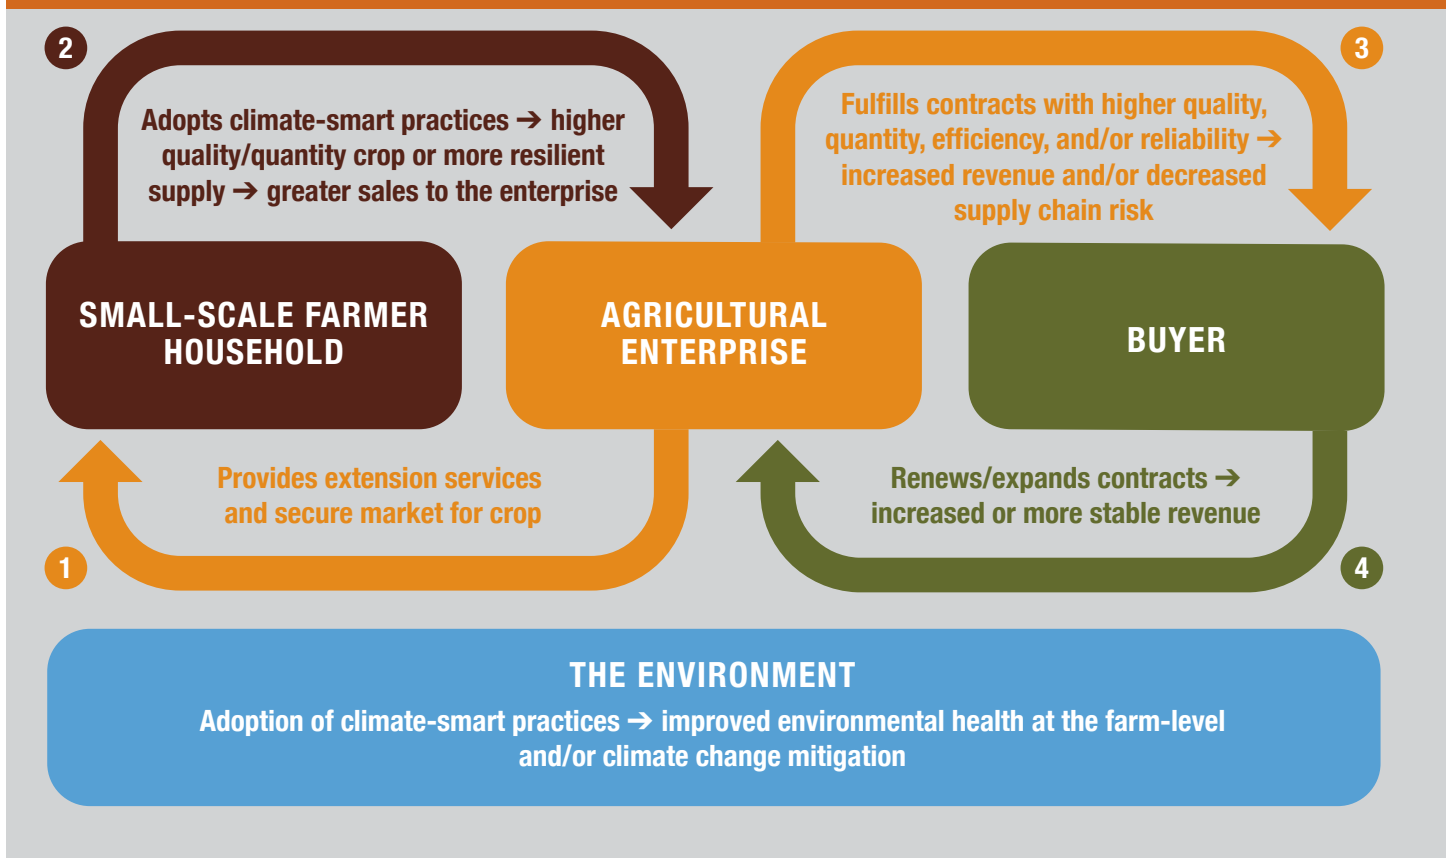 2
Adopts climate-smart practices ➔ higher
quality/quantity crop or more resilient
supply ➔ greater sales to the enterprise
3
Fulfills contracts with higher quality,
quantity, efficiency, and/or reliability ➔
increased revenue and/or decreased
supply chain risk
SMALL-SCALE FARMER
HOUSEHOLD
AGRICULTURAL
ENTERPRISE
BUYER
1
Provides extension services
and secure market for crop
Renews/expands contracts ➔
increased or more stable revenue
4
THE ENVIRONMENT
Adoption of climate-smart practices ➔ improved environmental health at the farm-level
and/or climate change mitigation